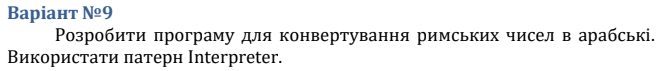 Варіант №9
Розробити програму для конвертування римських чисел в арабські.
Використати патерн Interpreter.